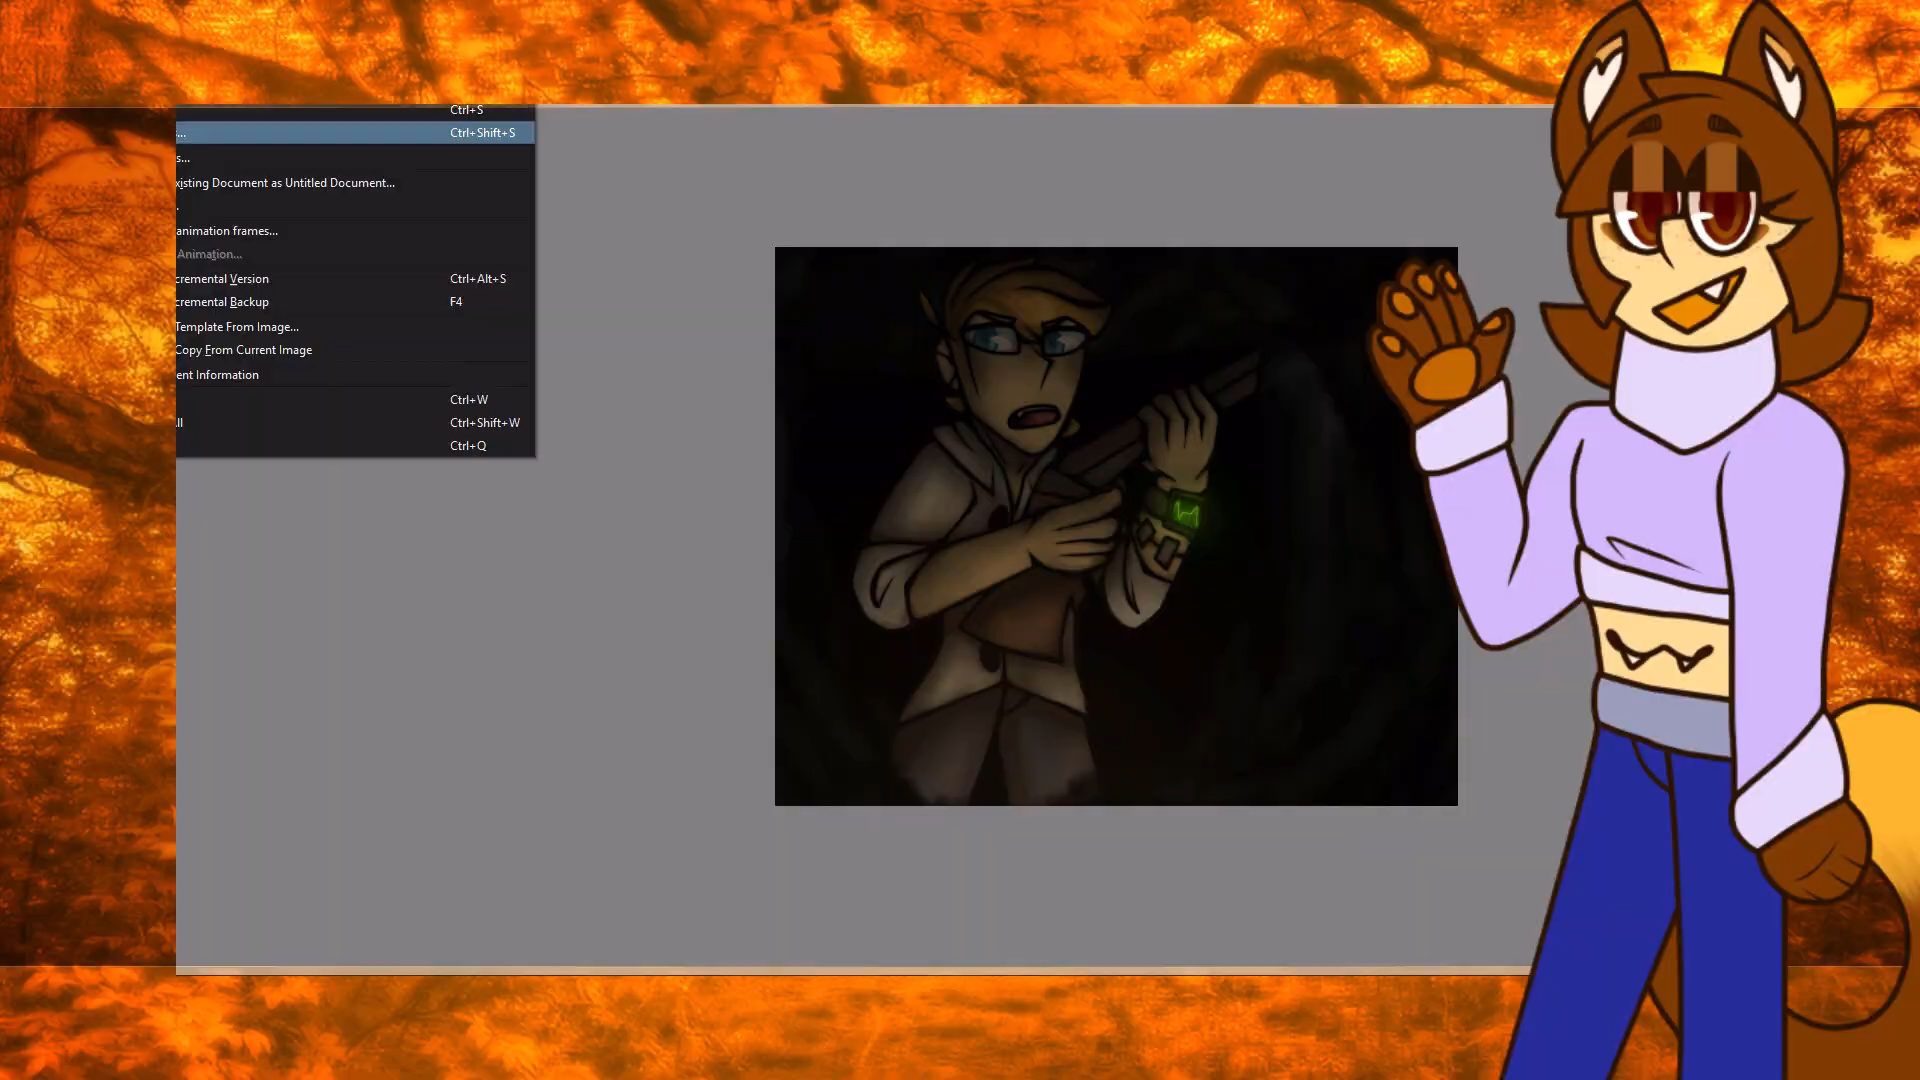 Ctrl+S
... Ctrl+Shift+S
s...
xisting Document as Untitled Document...
.
animation frames...
Animation...
cremental Version Ctrl+Alt+S
cremental Backup F4
Template From Image...
Copy From Current Image
ent Information
Ctrl+W
ll Ctrl+Shift+W
Ctrl+Q